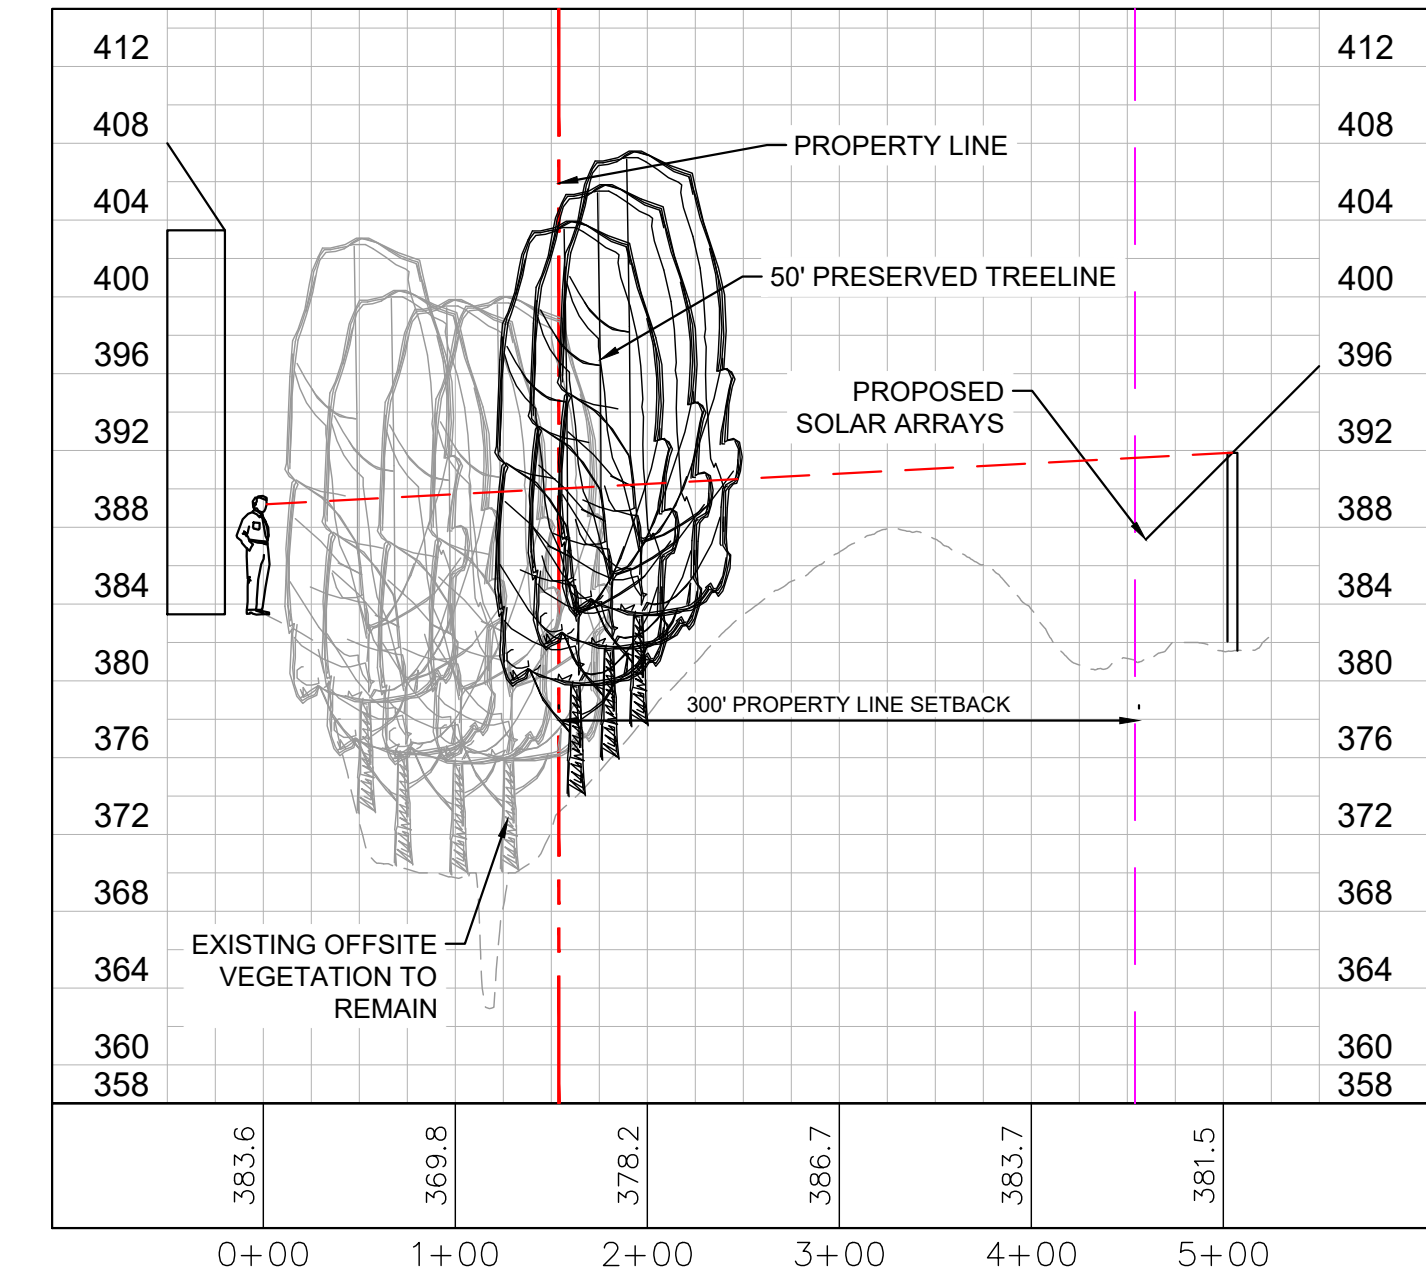 412 412
408 408
PROPERTY LINE
404 404
50' PRESERVED TREELINE
400 400
396 396
PROPOSED
SOLAR ARRAYS
392 392
388 388
384 384
380 380
300' PROPERTY LINE SETBACK
376 376
372 372
368 368
EXISTING OFFSITE
VEGETATION TO
REMAIN
364 364
360 360
358 358
383.6 369.8 378.2 386.7 383.7 381.5
0+00 1+00 2+00 3+00 4+00 5+00